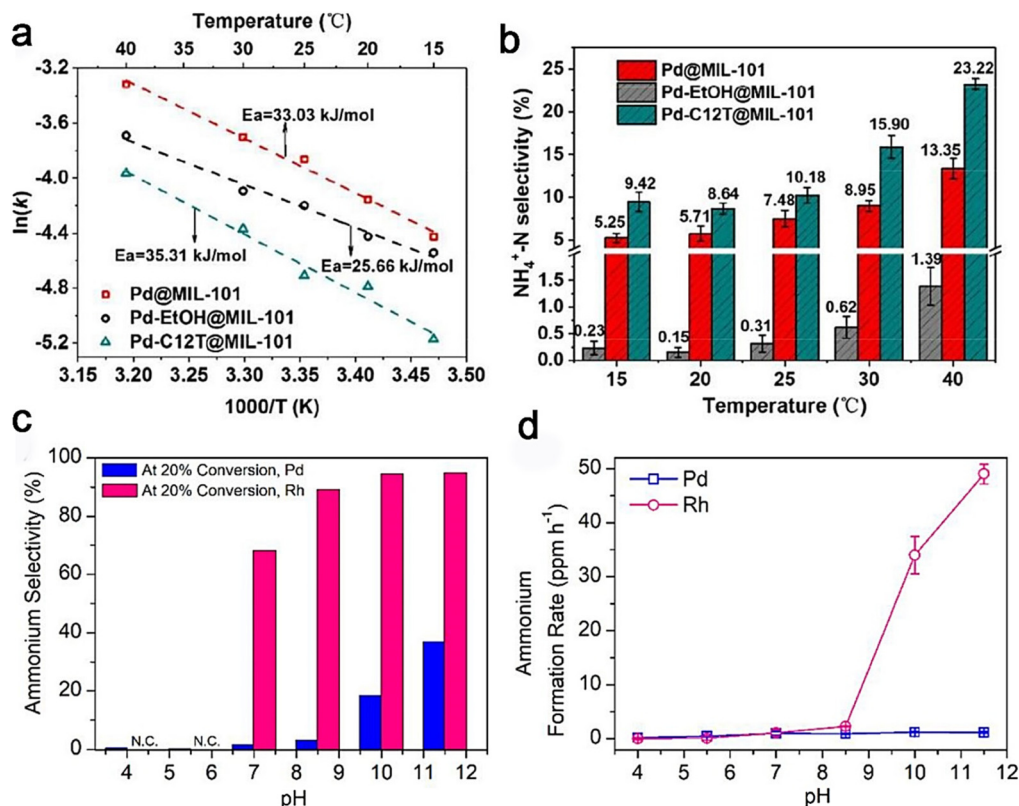 a
Temperature (℃)
40 35 30 25 20 15
-3.2
-3.6
-4.0
-4.4
-4.8
-5.2
ln(k)
Ea=33.03 kJ/mol
Ea=35.31 kJ/mol
Ea=25.66 kJ/mol
Pd@MIL-101
Pd-EtOH@MIL-101
Pd-C12T@MIL-101
3.15 3.20 3.25 3.30 3.35 3.40 3.45 3.50
1000/T (K)
b
NH₄⁺-N selectivity (%)
25
20
15
10
5
1.5
1.0
0.5
0.0
Pd@MIL-101
Pd-EtOH@MIL-101
Pd-C12T@MIL-101
0.23 5.25 9.42
0.15 5.71 8.64
0.31 7.48 10.18
0.62 8.95 15.90
1.39 13.35 23.22
15 20 25 30 40
Temperature (℃)
c
Ammonium Selectivity (%)
100
80
60
40
20
0
At 20% Conversion, Pd
At 20% Conversion, Rh
N.C. N.C.
4 5 6 7 8 9 10 11 12
pH
d
Ammonium
Formation Rate (ppm h⁻¹)
50
40
30
20
10
0
Pd
Rh
4 5 6 7 8 9 10 11 12
pH